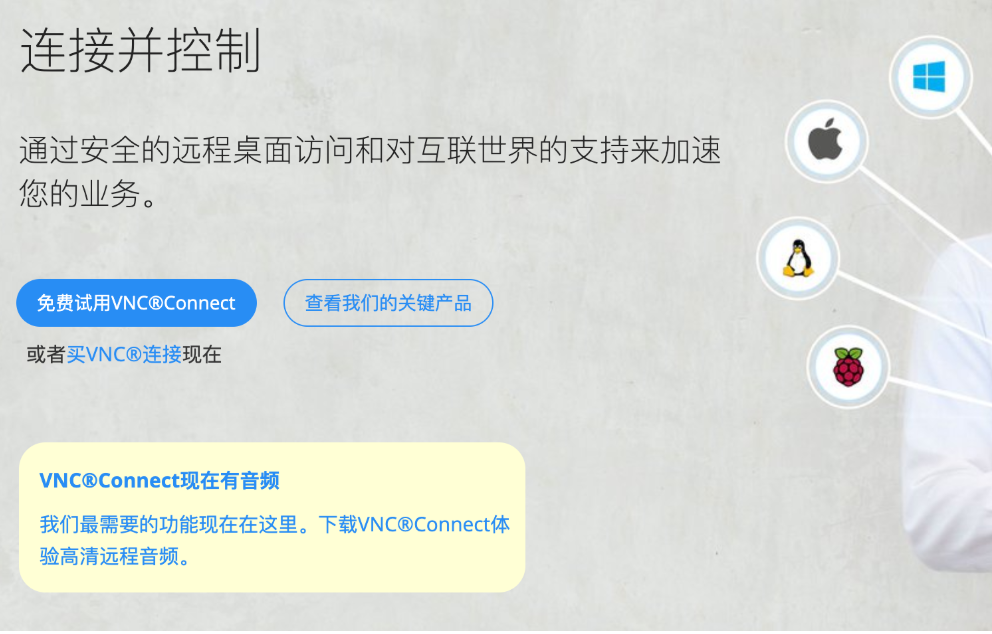 连接并控制
通过安全的远程桌面访问和对互联世界的支持来加速
您的业务。
免费试用VNC®Connect
查看我们的关键产品
或者买VNC®连接现在
VNC®Connect现在有音频
我们最需要的功能现在在这里。下载VNC®Connect体
验高清远程音频。